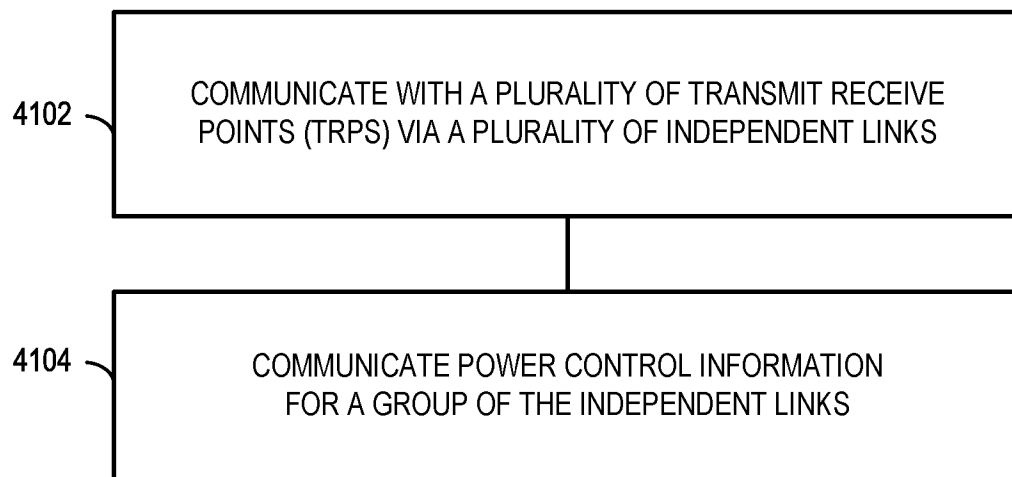 4102
COMMUNICATE WITH A PLURALITY OF TRANSMIT RECEIVE
POINTS (TRPS) VIA A PLURALITY OF INDEPENDENT LINKS
4104
COMMUNICATE POWER CONTROL INFORMATION
FOR A GROUP OF THE INDEPENDENT LINKS